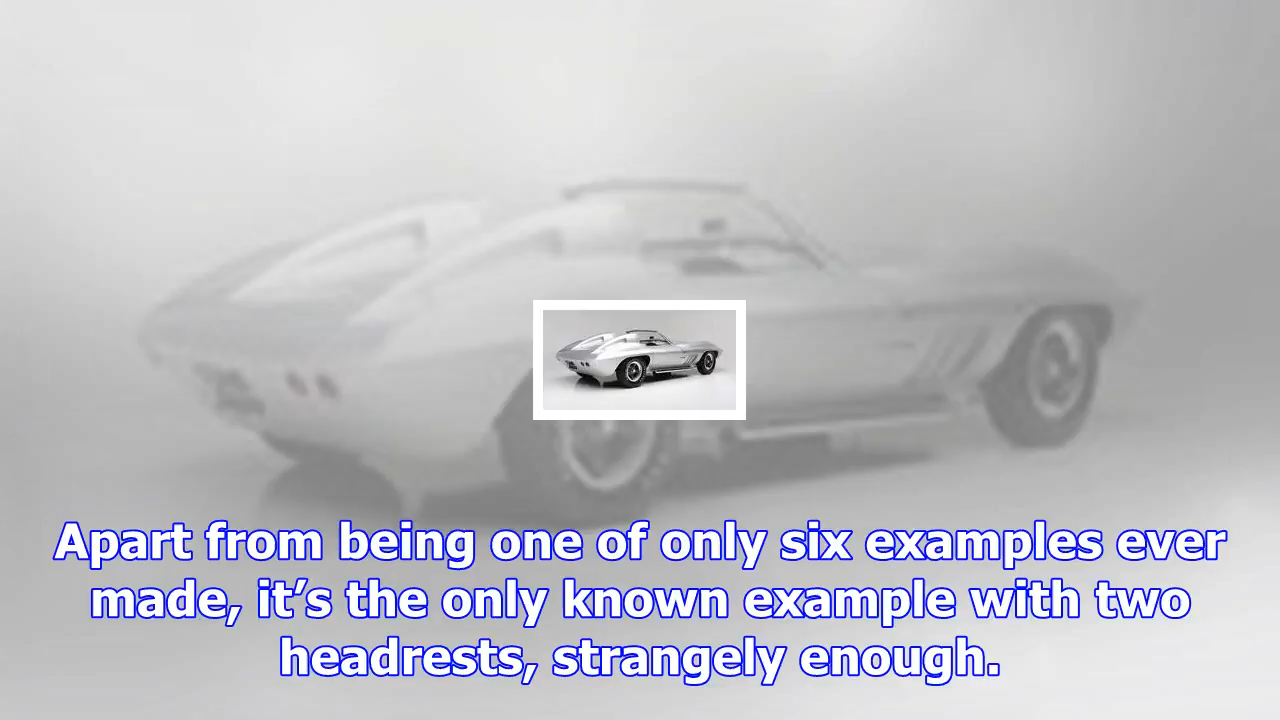 Apart from being one of only six examples ever
made, it’s the only known example with two
headrests, strangely enough.